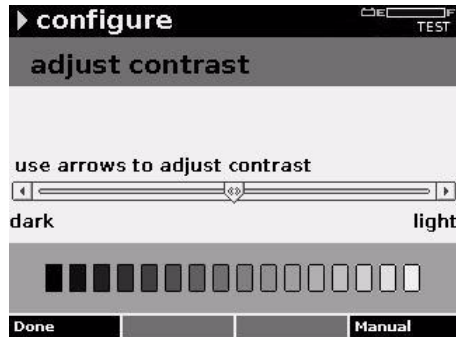 configure
E F
TEST
adjust contrast
use arrows to adjust contrast
dark light
Done Manual